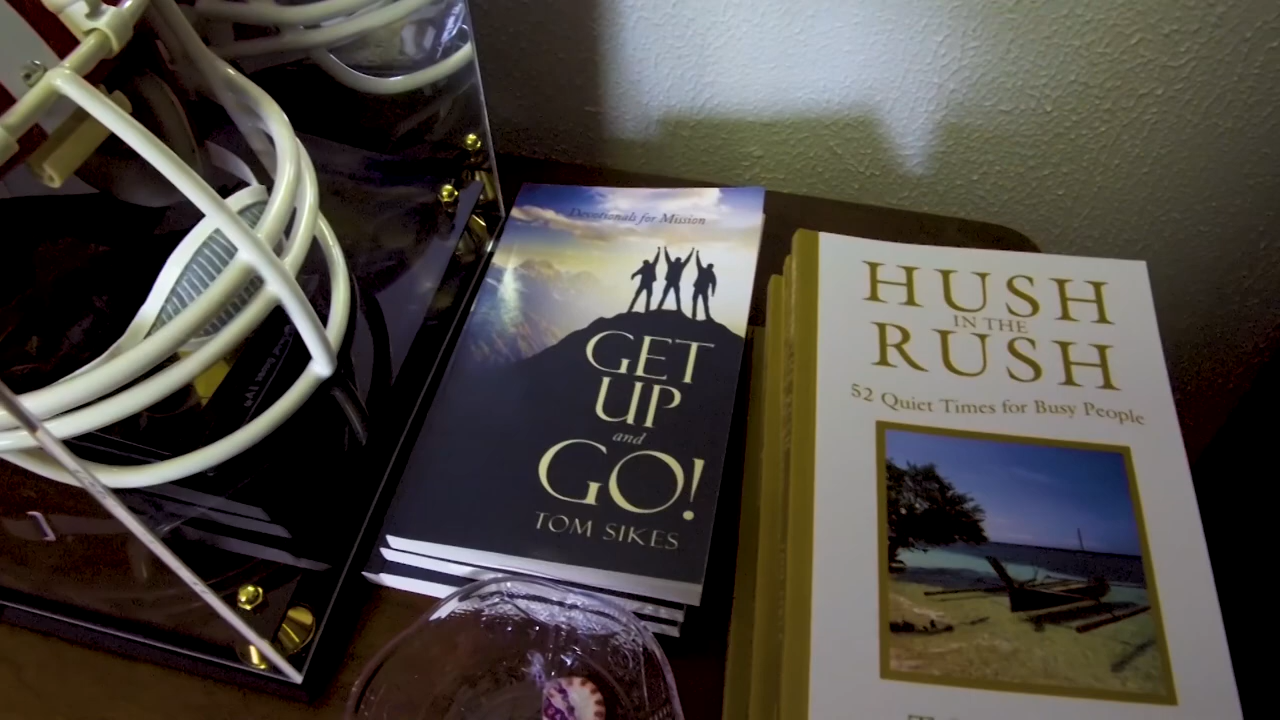 Devotionals for Mission
GET
UP
and
GO!
TOM SIKES
HUSH
IN THE
RUSH
52 Quiet Times for Busy People